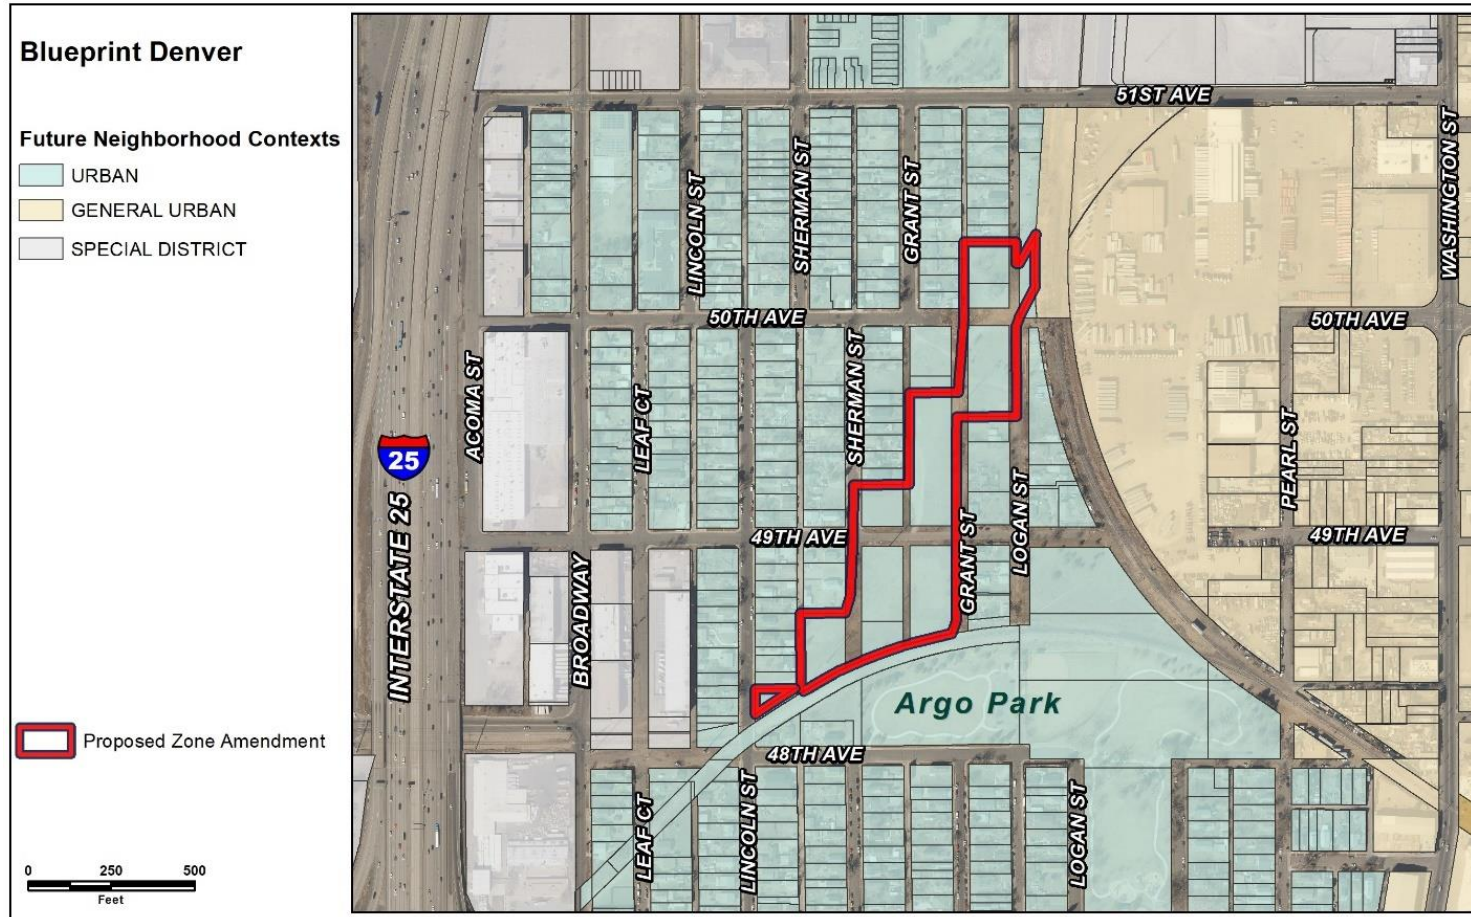 Blueprint Denver
Future Neighborhood Contexts
URBAN
GENERAL URBAN
SPECIAL DISTRICT
Proposed Zone Amendment
0 250 500
Feet
51ST AVE
WASHINGTON ST
LINCOLN ST
SHERMAN ST
GRANT ST
50TH AVE
50TH AVE
ACOMA ST
LEAF CT
SHERMAN ST
PEARL ST
25
INTERSTATE 25
LOGAN ST
49TH AVE
GRANT ST
49TH AVE
BROADWAY
Argo Park
48TH AVE
LEAF CT
LINCOLN ST
LOGAN ST